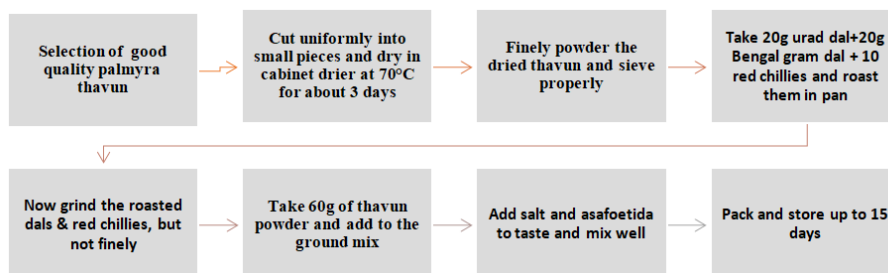 Selection of good
quality palmyra
thavun
Cut uniformly into
small pieces and dry in
cabinet drier at 70°C
for about 3 days
Finely powder the
dried thavun and sieve
properly
Take 20g urad dal+20g
Bengal gram dal + 10
red chillies and roast
them in pan
Now grind the roasted
dals & red chillies, but
not finely
Take 60g of thavun
powder and add to the
ground mix
Add salt and asafoetida
to taste and mix well
Pack and store up to 15
days